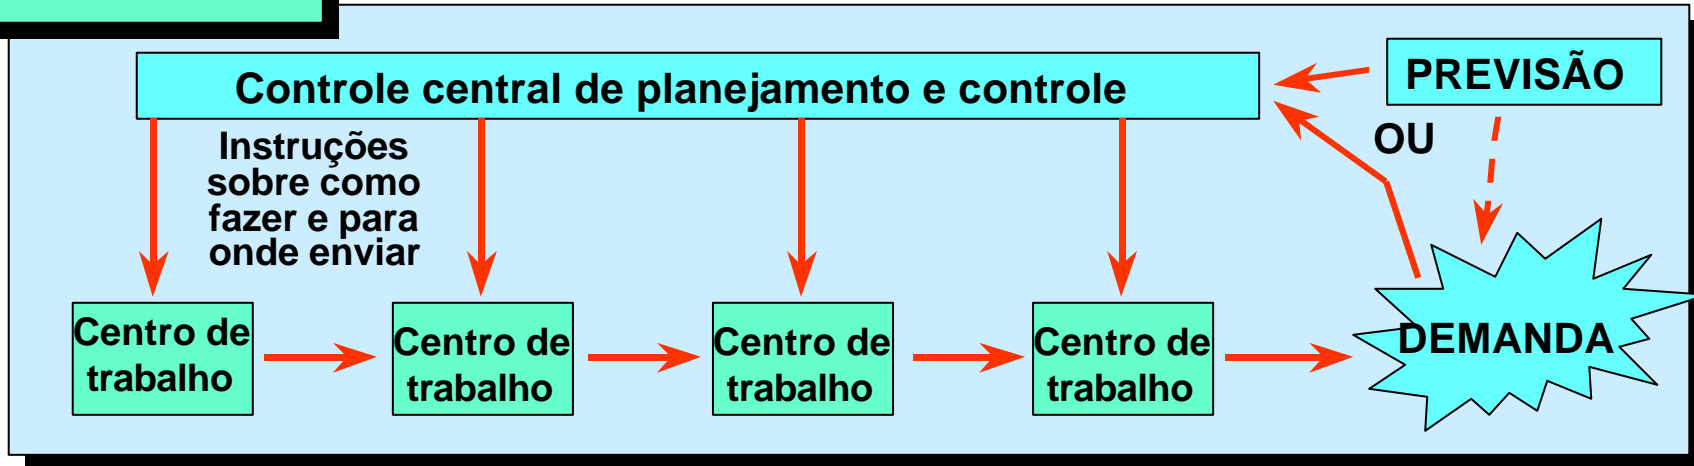 Controle central de planejamento e controle
PREVISÃO
OU
Instruções
sobre como
fazer e para
onde enviar
Centro de
trabalho
Centro de
trabalho
Centro de
trabalho
Centro de
trabalho
DEMANDA